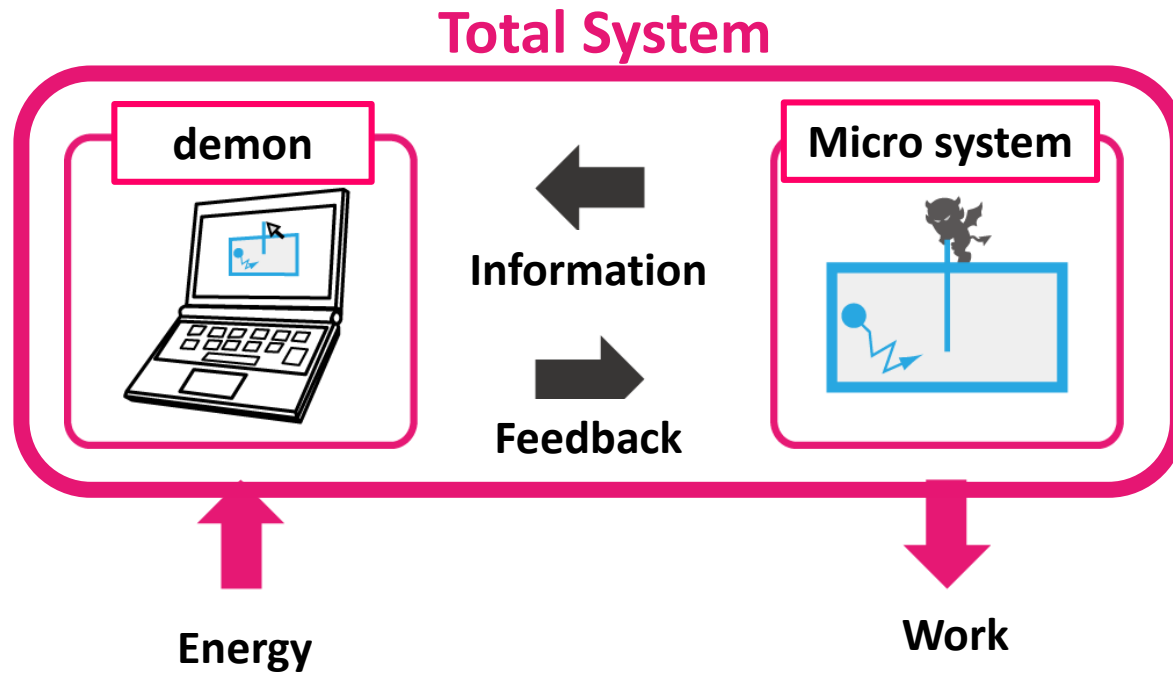 Total System
demon
Micro system
Information
Feedback
Energy
Work